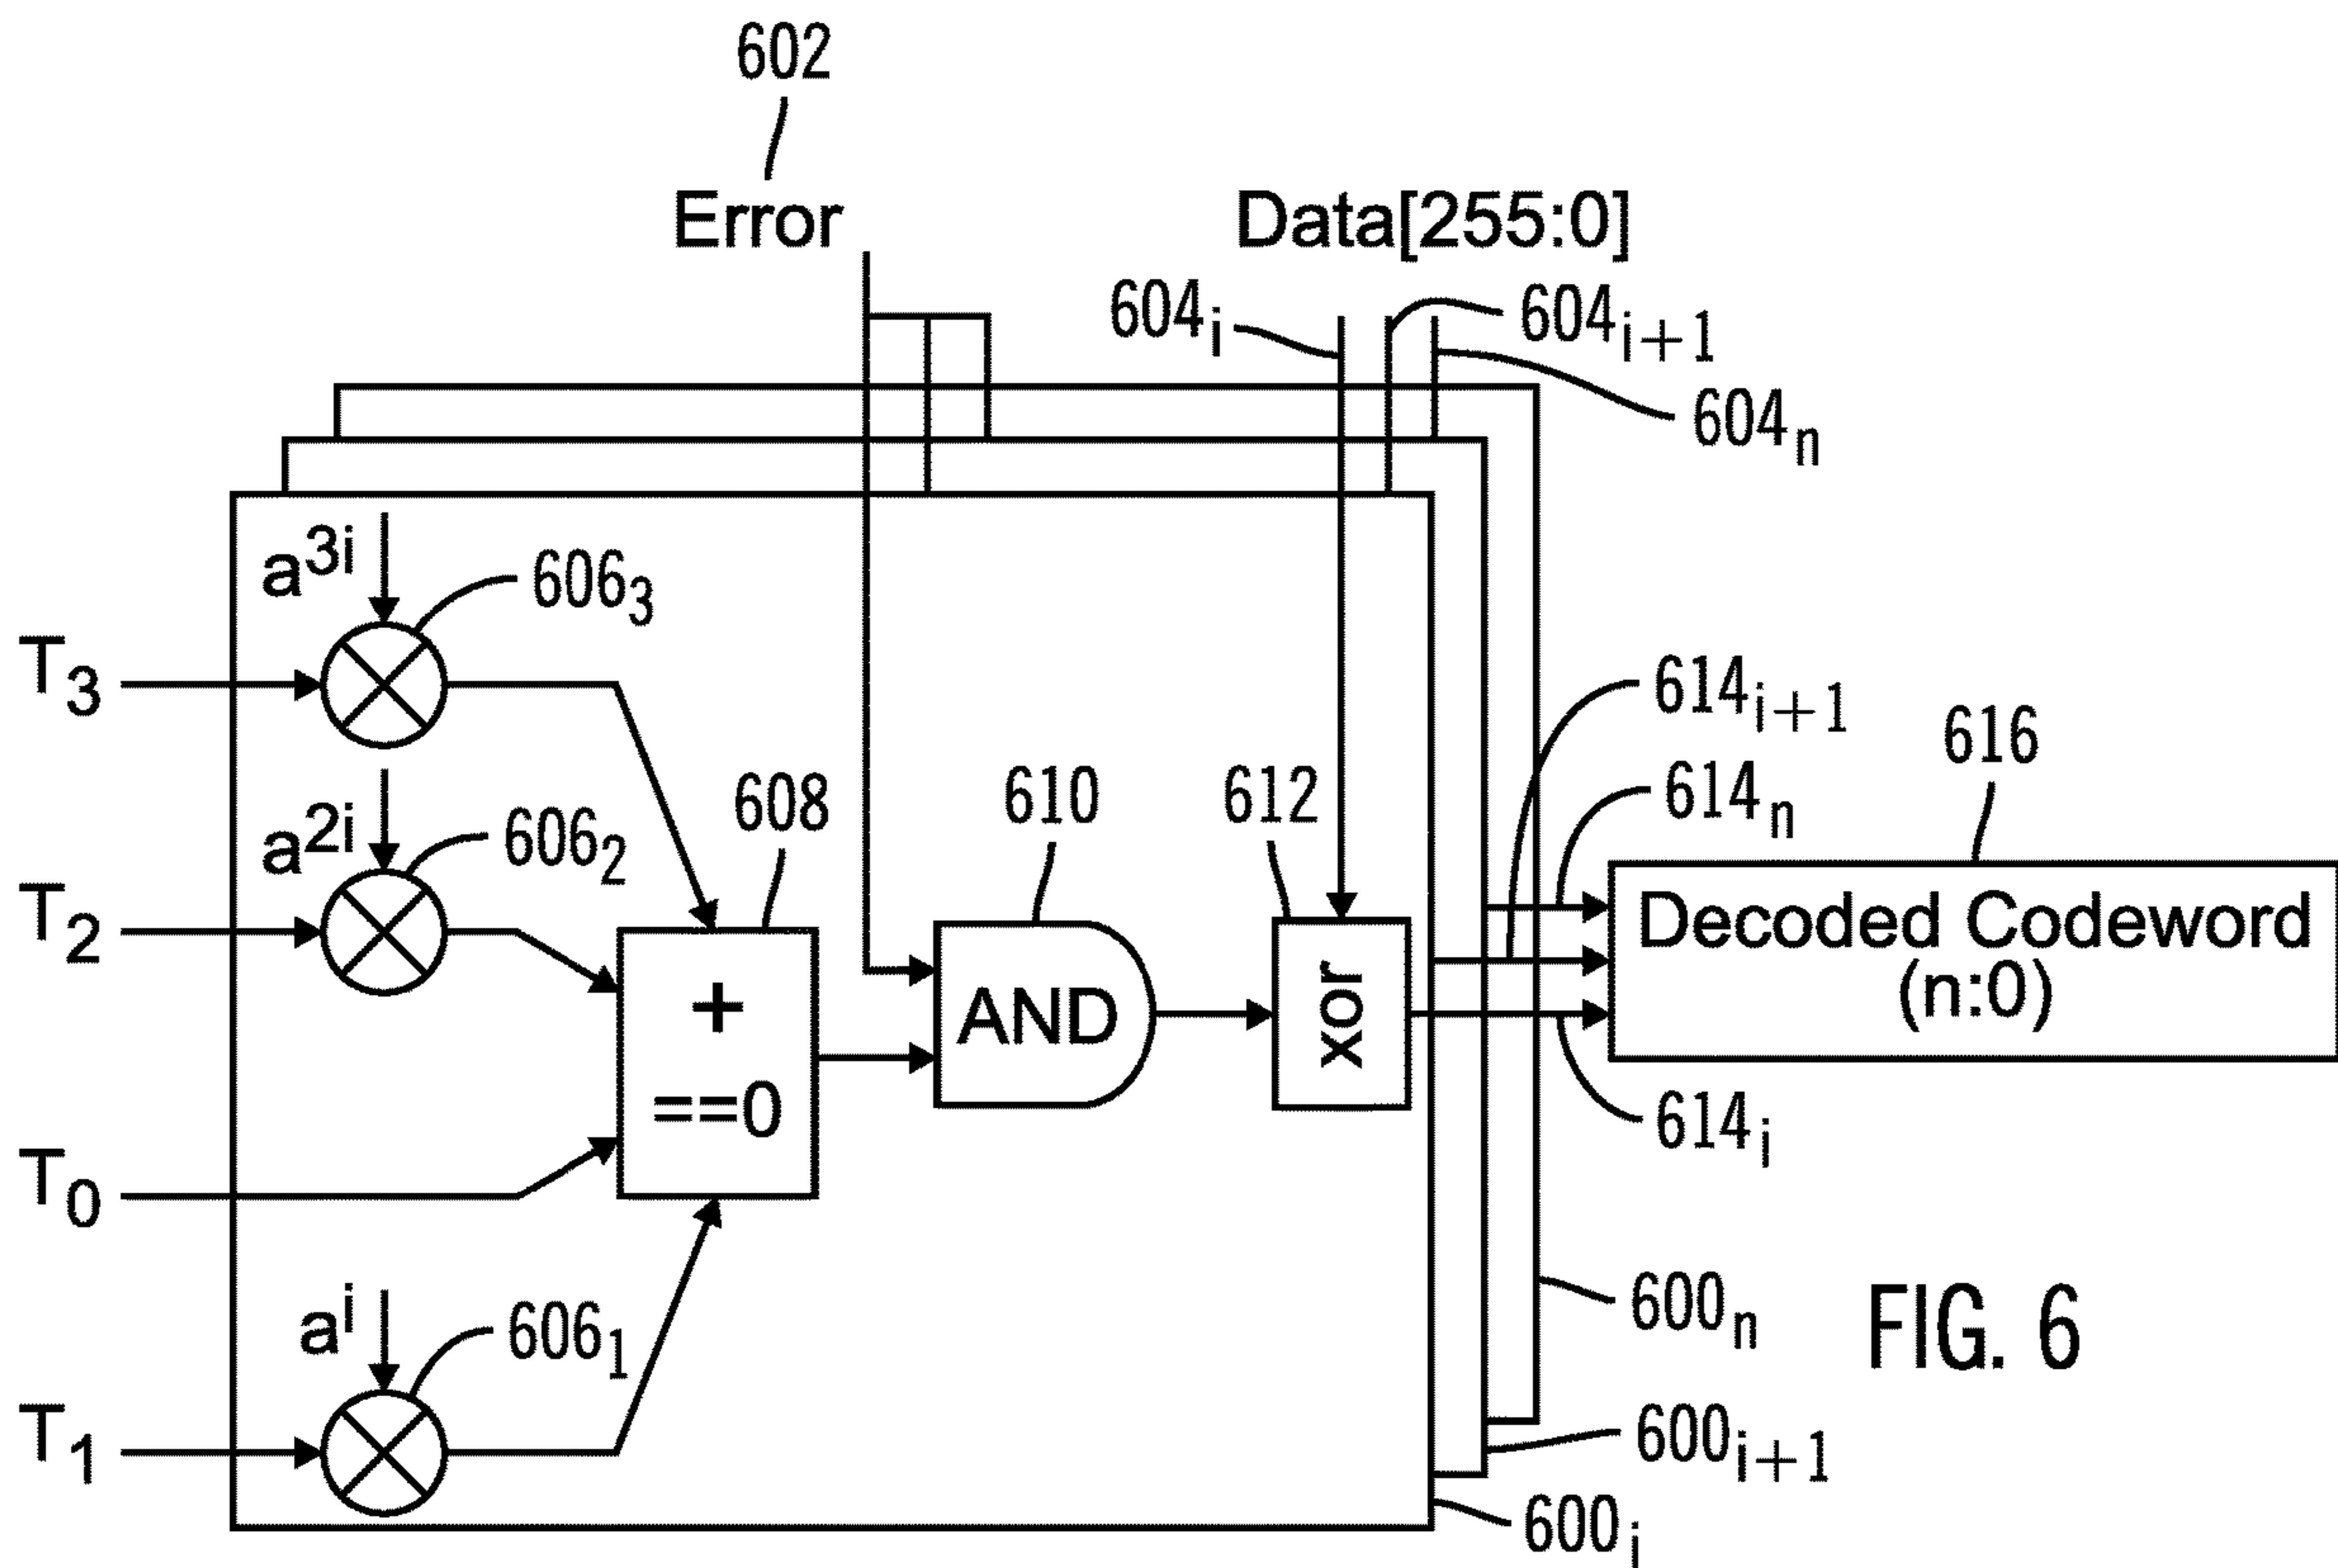 602
Error
Data[255:0]
604i
604i+1
604n
a3i
6063
T3
614i+1
616
a2i
6062
608
610
612
614n
T2
+
==0
AND
xor
Decoded Codeword
(n:0)
614i
T0
ai
6061
600n
FIG. 6
T1
600i+1
600i